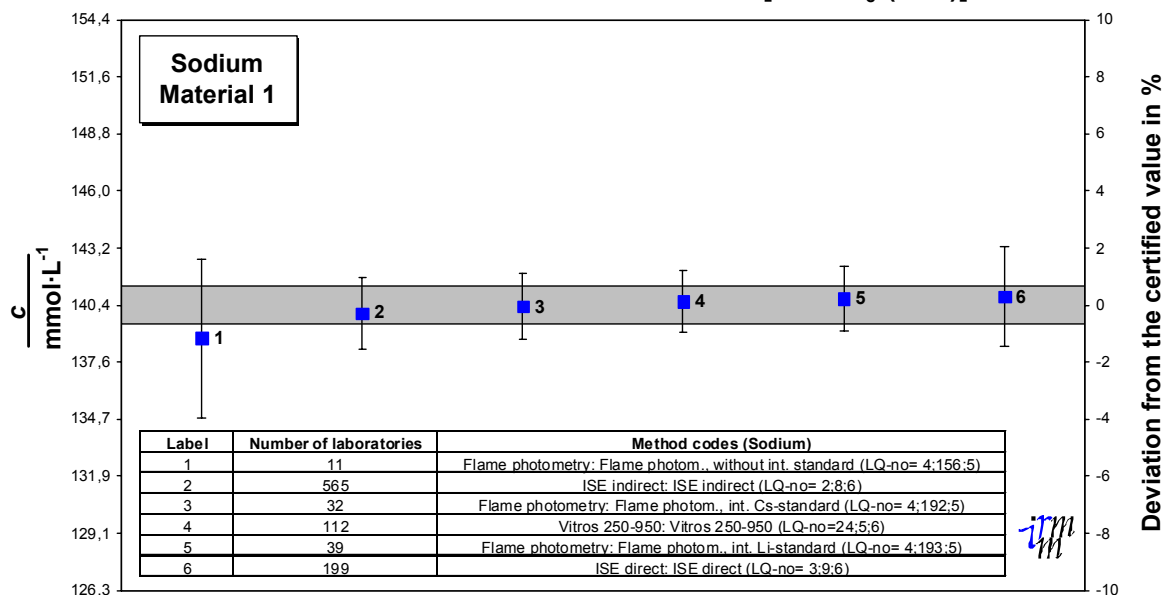 154,4
151,6
148,8
146,0
143,2
140,4
137,6
134,7
131,9
129,1
126,3
c
mmol·L-1
Sodium
Material 1
1
2
3
4
5
6
Label Number of laboratories Method codes (Sodium)
1 11 Flame photometry: Flame photom., without int. standard (LQ-no= 4;156;5)
2 565 ISE indirect: ISE indirect (LQ-no= 2;8;6)
3 32 Flame photometry: Flame photom., int. Cs-standard (LQ-no= 4;192;5)
4 112 Vitros 250-950: Vitros 250-950 (LQ-no=24;5;6)
5 39 Flame photometry: Flame photom., int. Li-standard (LQ-no= 4;193;5)
6 199 ISE direct: ISE direct (LQ-no= 3;9;6)
irmm
10
8
6
4
2
0
-2
-4
-6
-8
-10
Deviation from the certified value in %